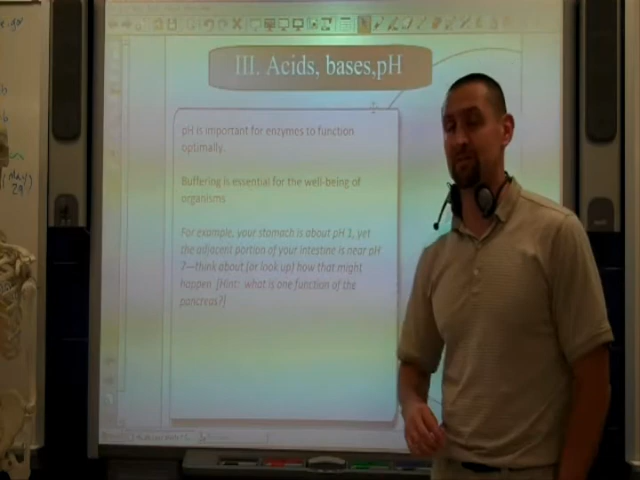 III. Acids, bases,pH
pH is important for enzymes to function
optimally.
Buffering is essential for the well-being of
organisms
For example, your stomach is about pH 1, yet
the adjacent portion of your intestine is near pH
7—think about (or look up) how that might
happen [Hint: what is one function of the
pancreas?]
(May
29)